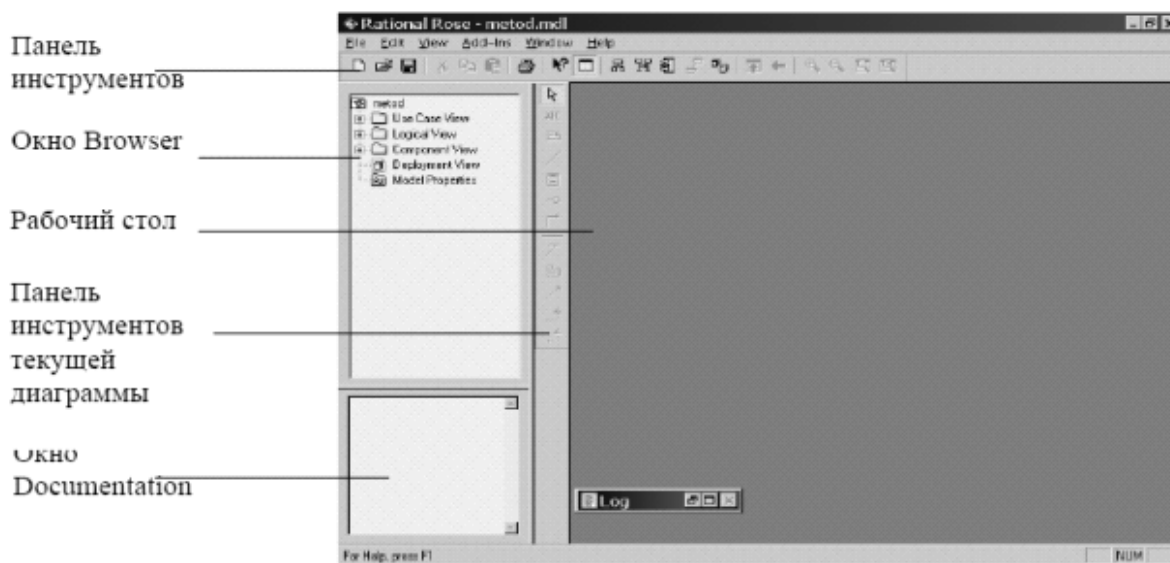 Панель
инструментов
Окно Browser
Рабочий стол
Панель
инструментов
текущей
диаграммы
Окно
Documentation
Rational Rose - metod.mdl
File Edit View Add-Ins Window Help
metod
Use Case View
Logical View
Component View
Deployment View
Model Properties
ABC
Log
For Help, press F1
NUM